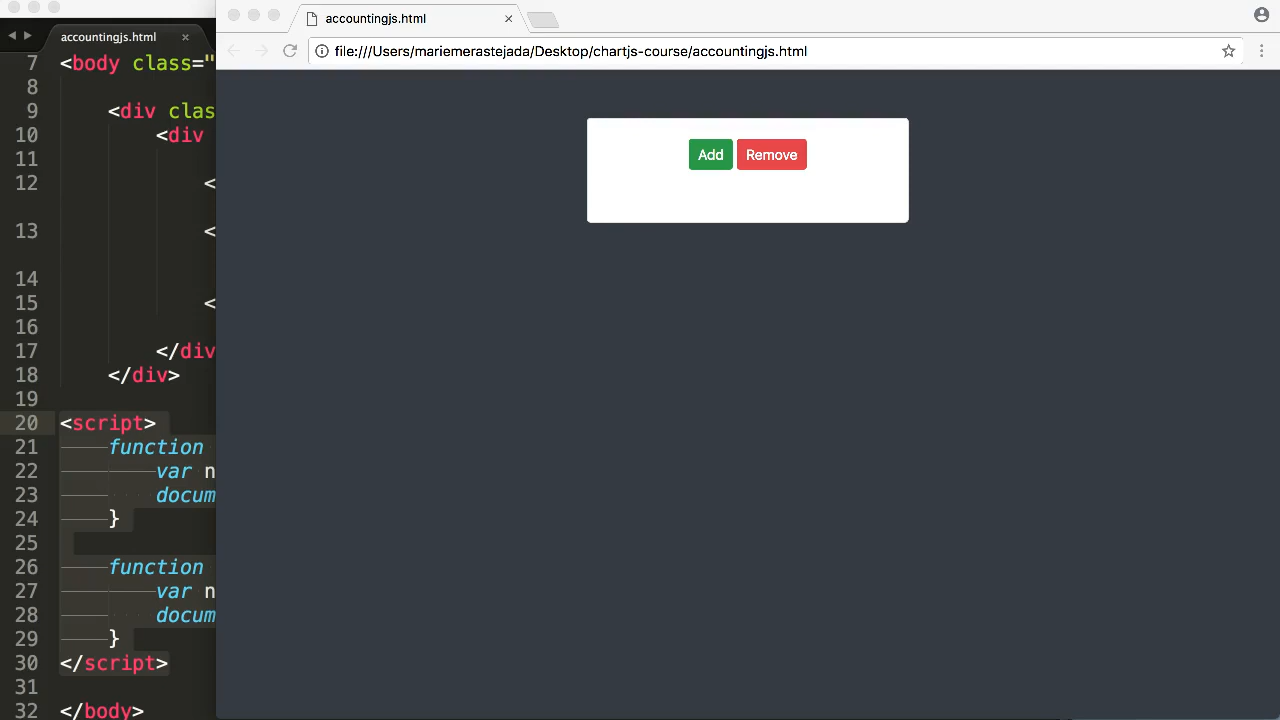 accountingjs.html
7 <body class="
8
9 <div clas
10 <div
11
12 <
13 <
14
15 <
16
17 </div
18 </div>
19
20 <script>
21 function
22 var n
23 docum
24 }
25
26 function
27 var n
28 docum
29 }
30 </script>
31
32 </body>
accountingjs.html
file:///Users/mariemerastejada/Desktop/chartjs-course/accountingjs.html
Add Remove